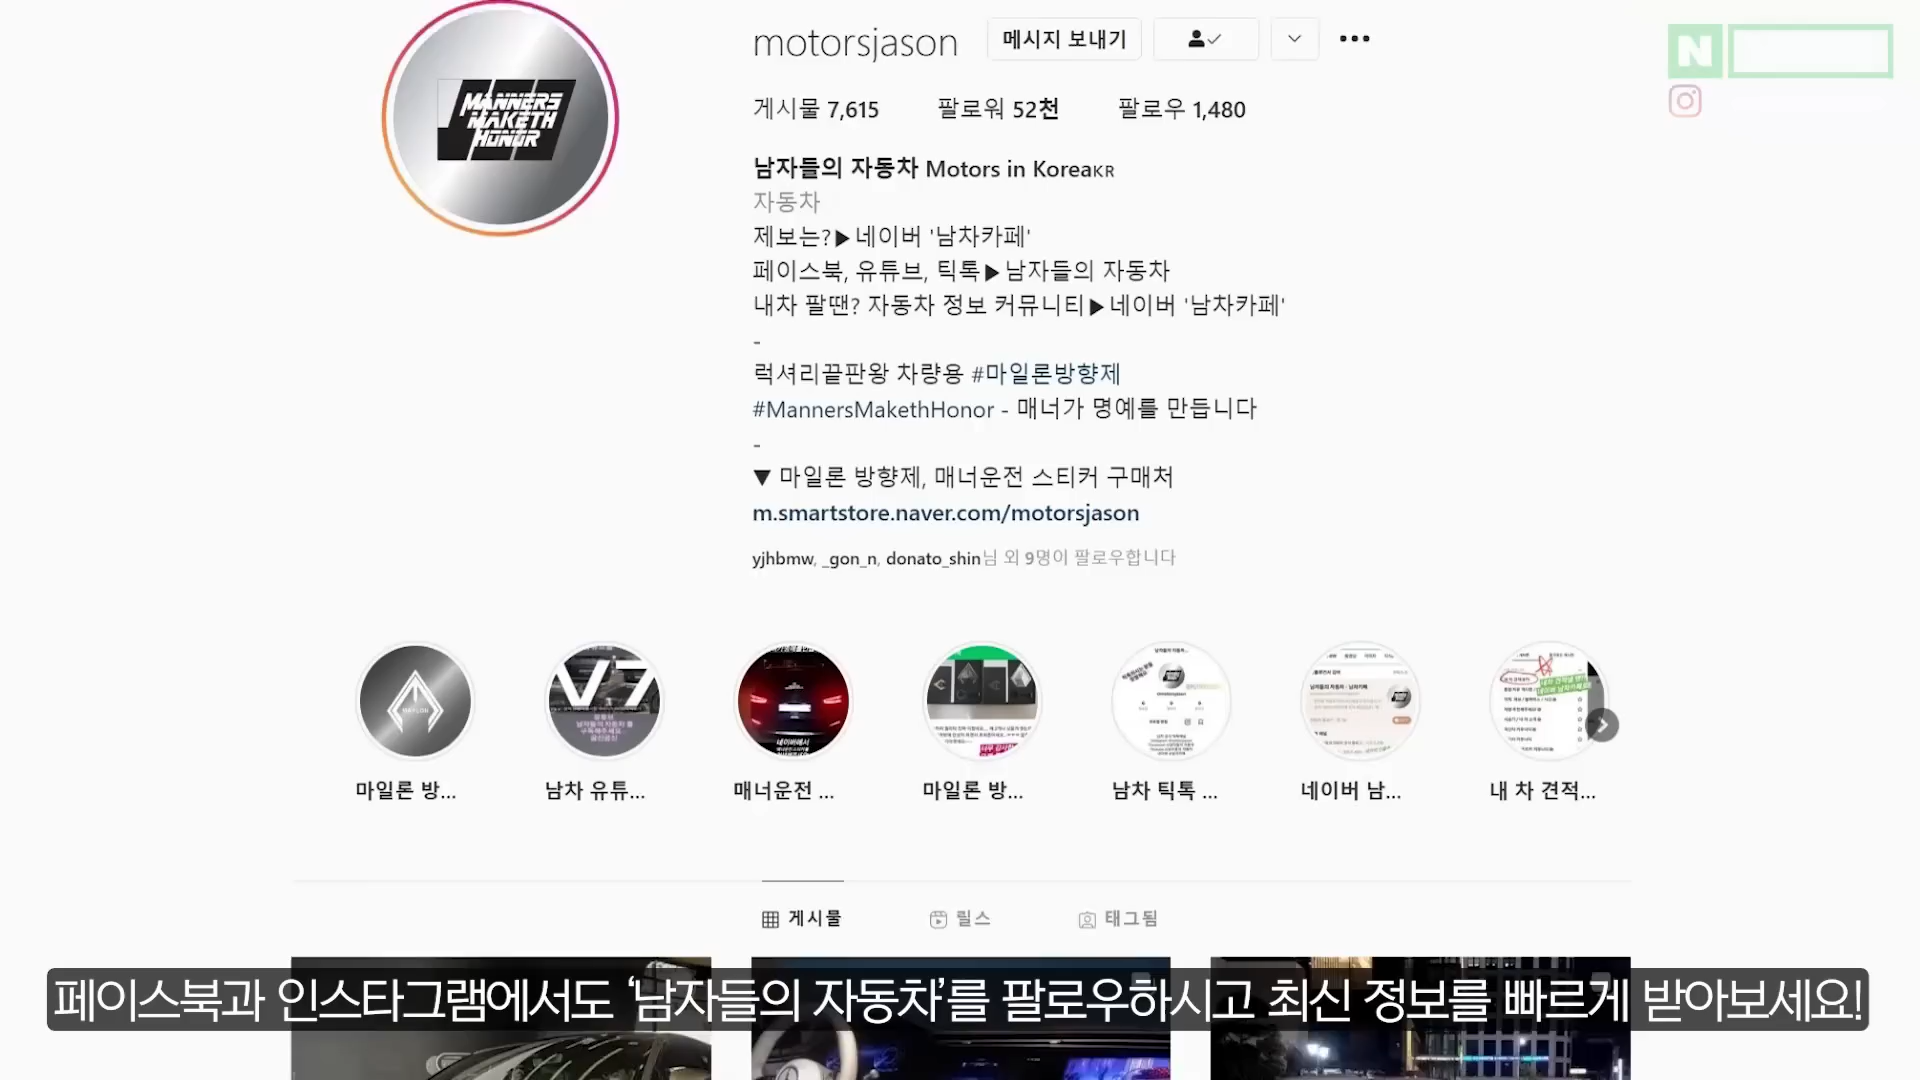 motorsjason 메시지 보내기
게시물 7,615 팔로워 52천 팔로우 1,480
남자들의 자동차 Motors in KoreaKR
자동차
제보는?▶네이버 '남차카페'
페이스북, 유튜브, 틱톡▶남자들의 자동차
내차 팔땐? 자동차 정보 커뮤니티▶네이버 '남차카페'
-
럭셔리끝판왕 차량용 #마일론방향제
#MannersMakethHonor - 매너가 명예를 만듭니다
-
▼ 마일론 방향제, 매너운전 스티커 구매처
m.smartstore.naver.com/motorsjason
yjhbmw, _gon_n, donato_shin님 외 9명이 팔로우합니다
MANNERS
MAKETH
HONOR
N
V7
마일론 방... 남차 유튜... 매너운전 ... 마일론 방... 남차 틱톡 ... 네이버 남... 내 차 견적...
게시물 릴스 태그됨
페이스북과 인스타그램에서도 ‘남자들의 자동차’를 팔로우하시고 최신 정보를 빠르게 받아보세요!